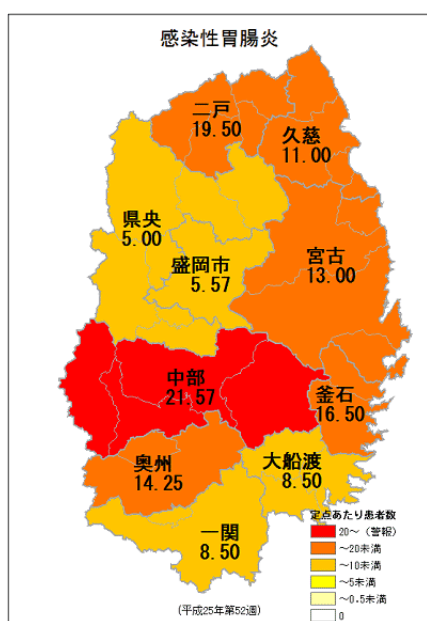 感染性胃腸炎
二戸
19.50
久慈
11.00
県央
5.00
盛岡市
5.57
宮古
13.00
中部
21.57
釜石
16.50
奥州
14.25
大船渡
8.50
一関
8.50
定点あたり患者数
20～（警報）
～20未満
～10未満
～5未満
～0.5未満
0
(平成25年第52週)